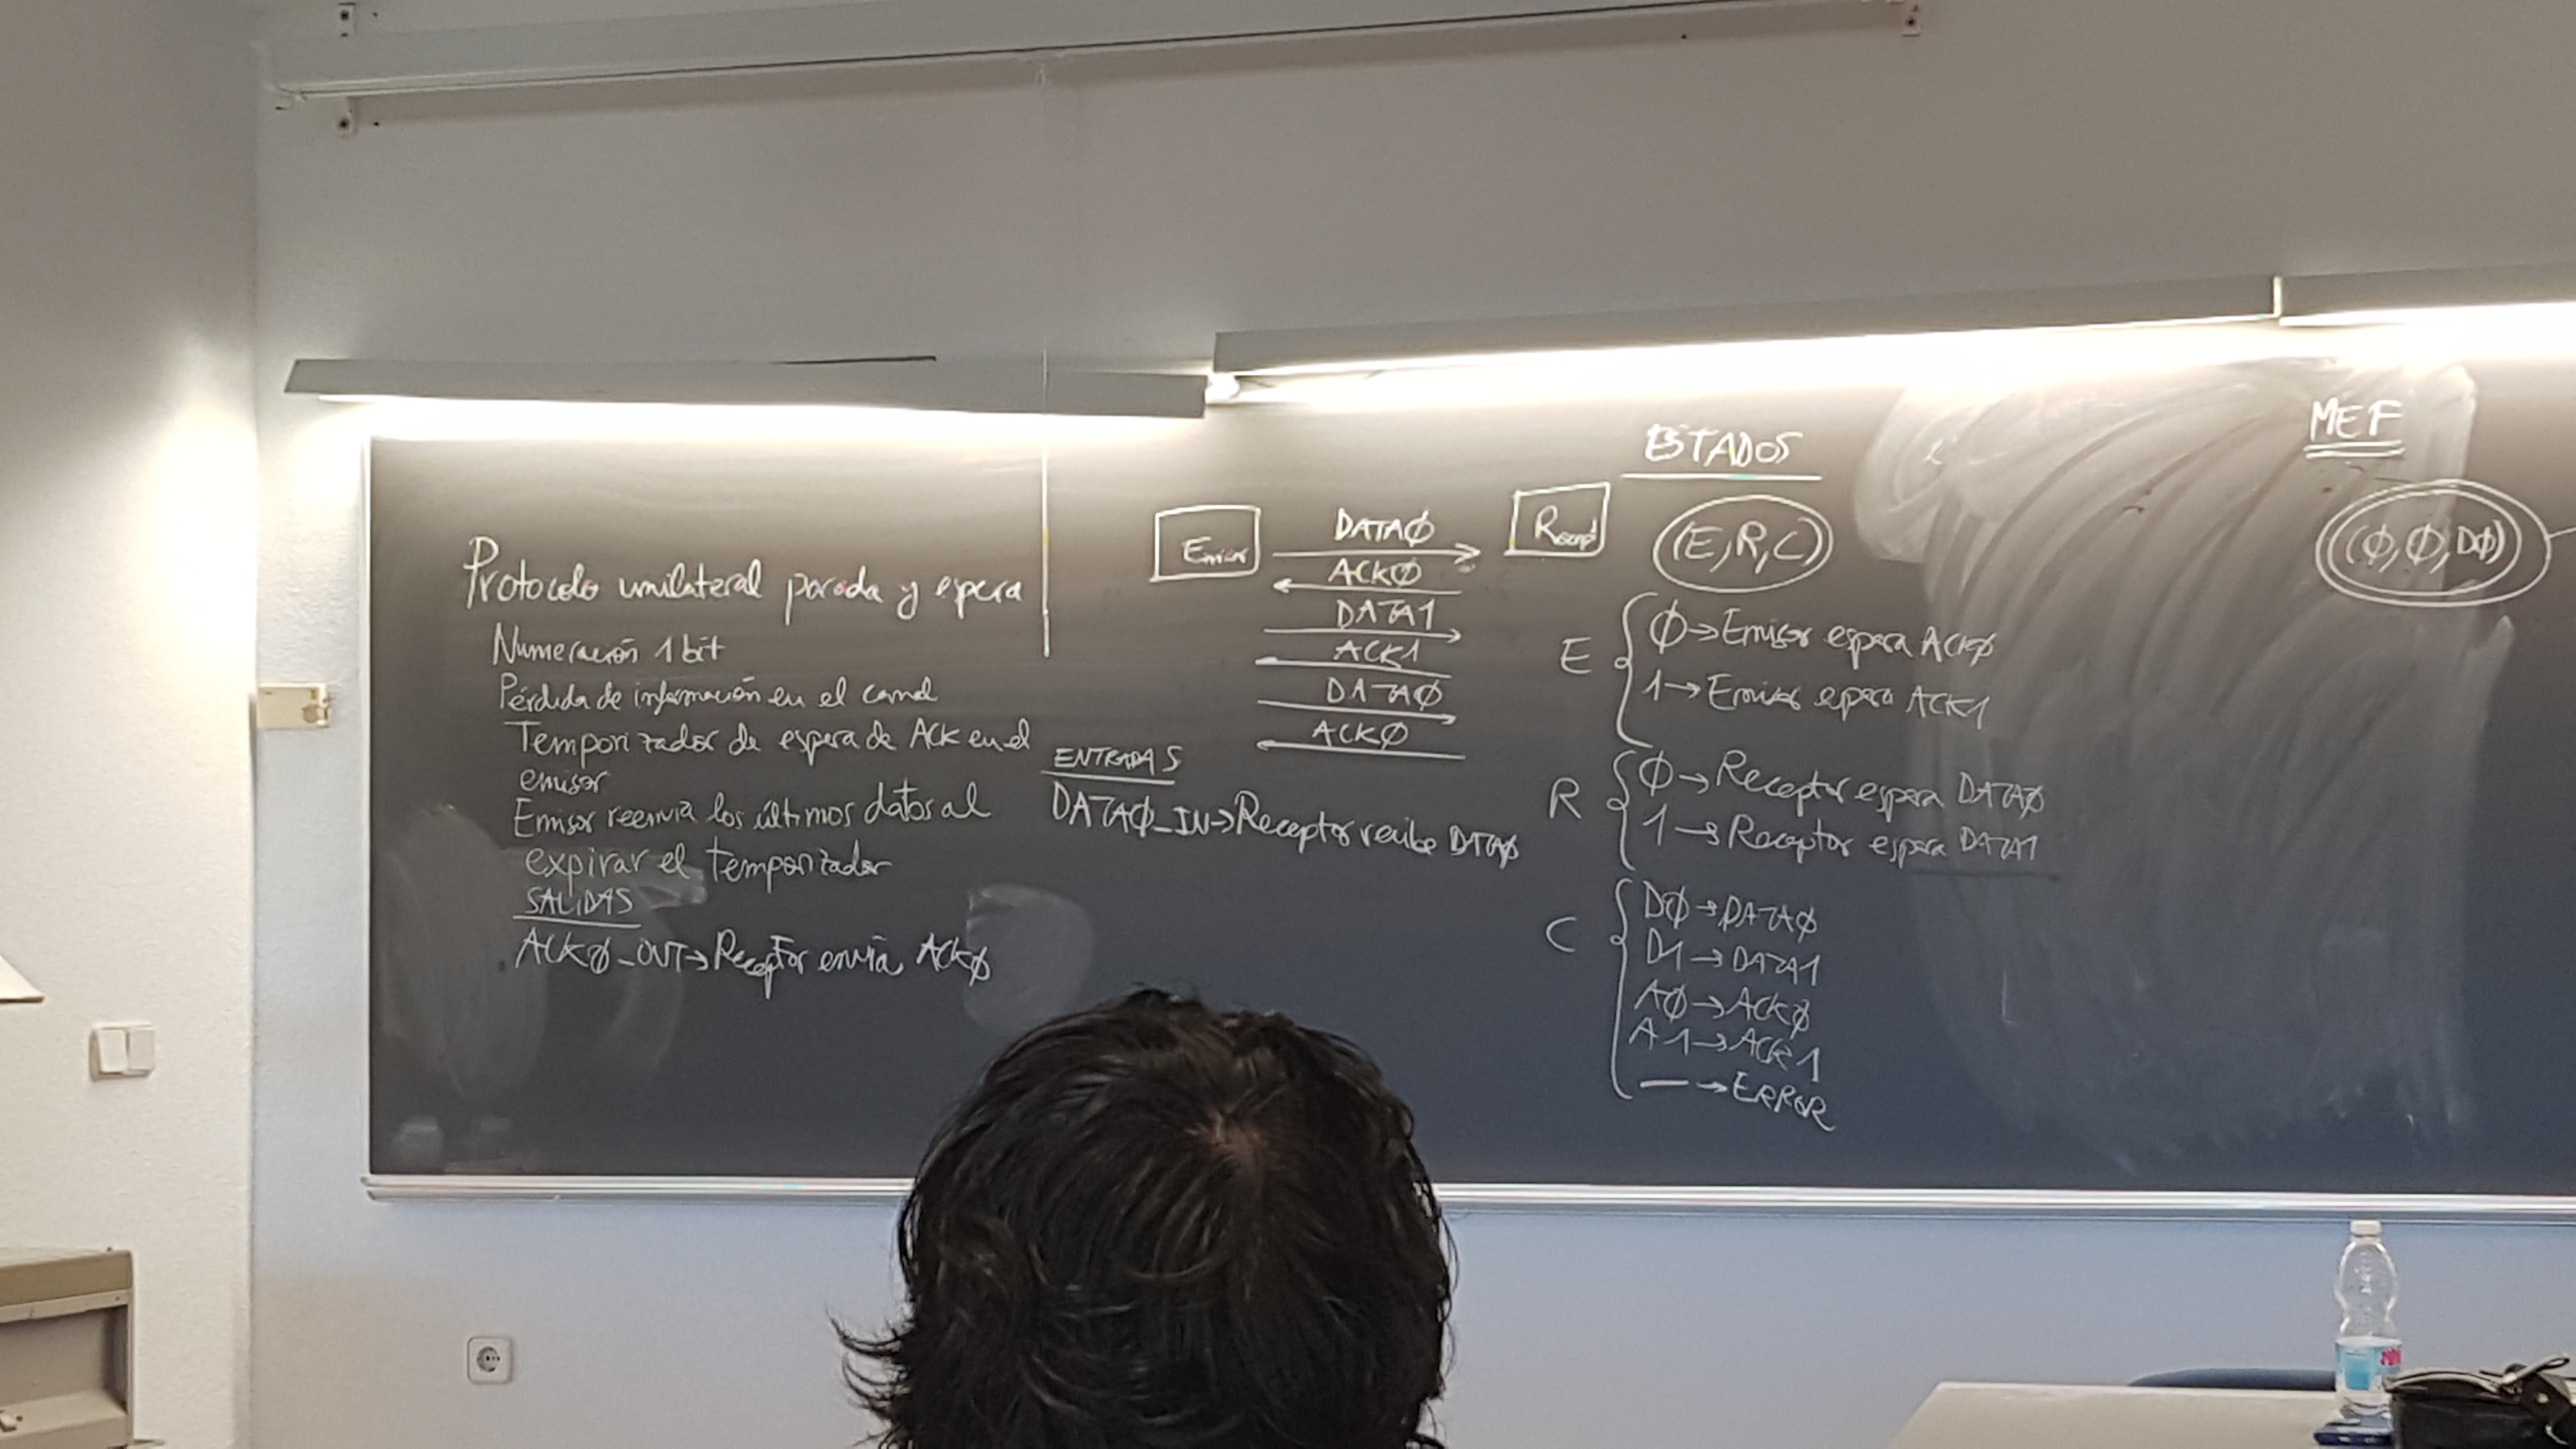 Protocolo unilateral parada y espera
Numeración 1 bit
Pérdida de información en el canal
Temporizador de espera de ACK en el
emisor
Emisor reenvía los últimos datos al
expirar el temporizador
SALIDAS
ACKØ_OUT→Receptor envía ACKØ
Emisor
DATAØ
ACKØ
DATA1
ACK1
DATAØ
ACKØ
ENTRADAS
DATAØ_IN→Receptor recibe DATAØ
ESTADOS
(E,R,C)
E
Ø→Emisor espera ACKØ
1→Emisor espera ACK1
R
Ø→Receptor espera DATAØ
1→Receptor espera DATA1
C
DØ→DATAØ
D1→DATA1
AØ→ACKØ
A1→ACK1
—→ERROR
MEF
(Ø,Ø,DØ)